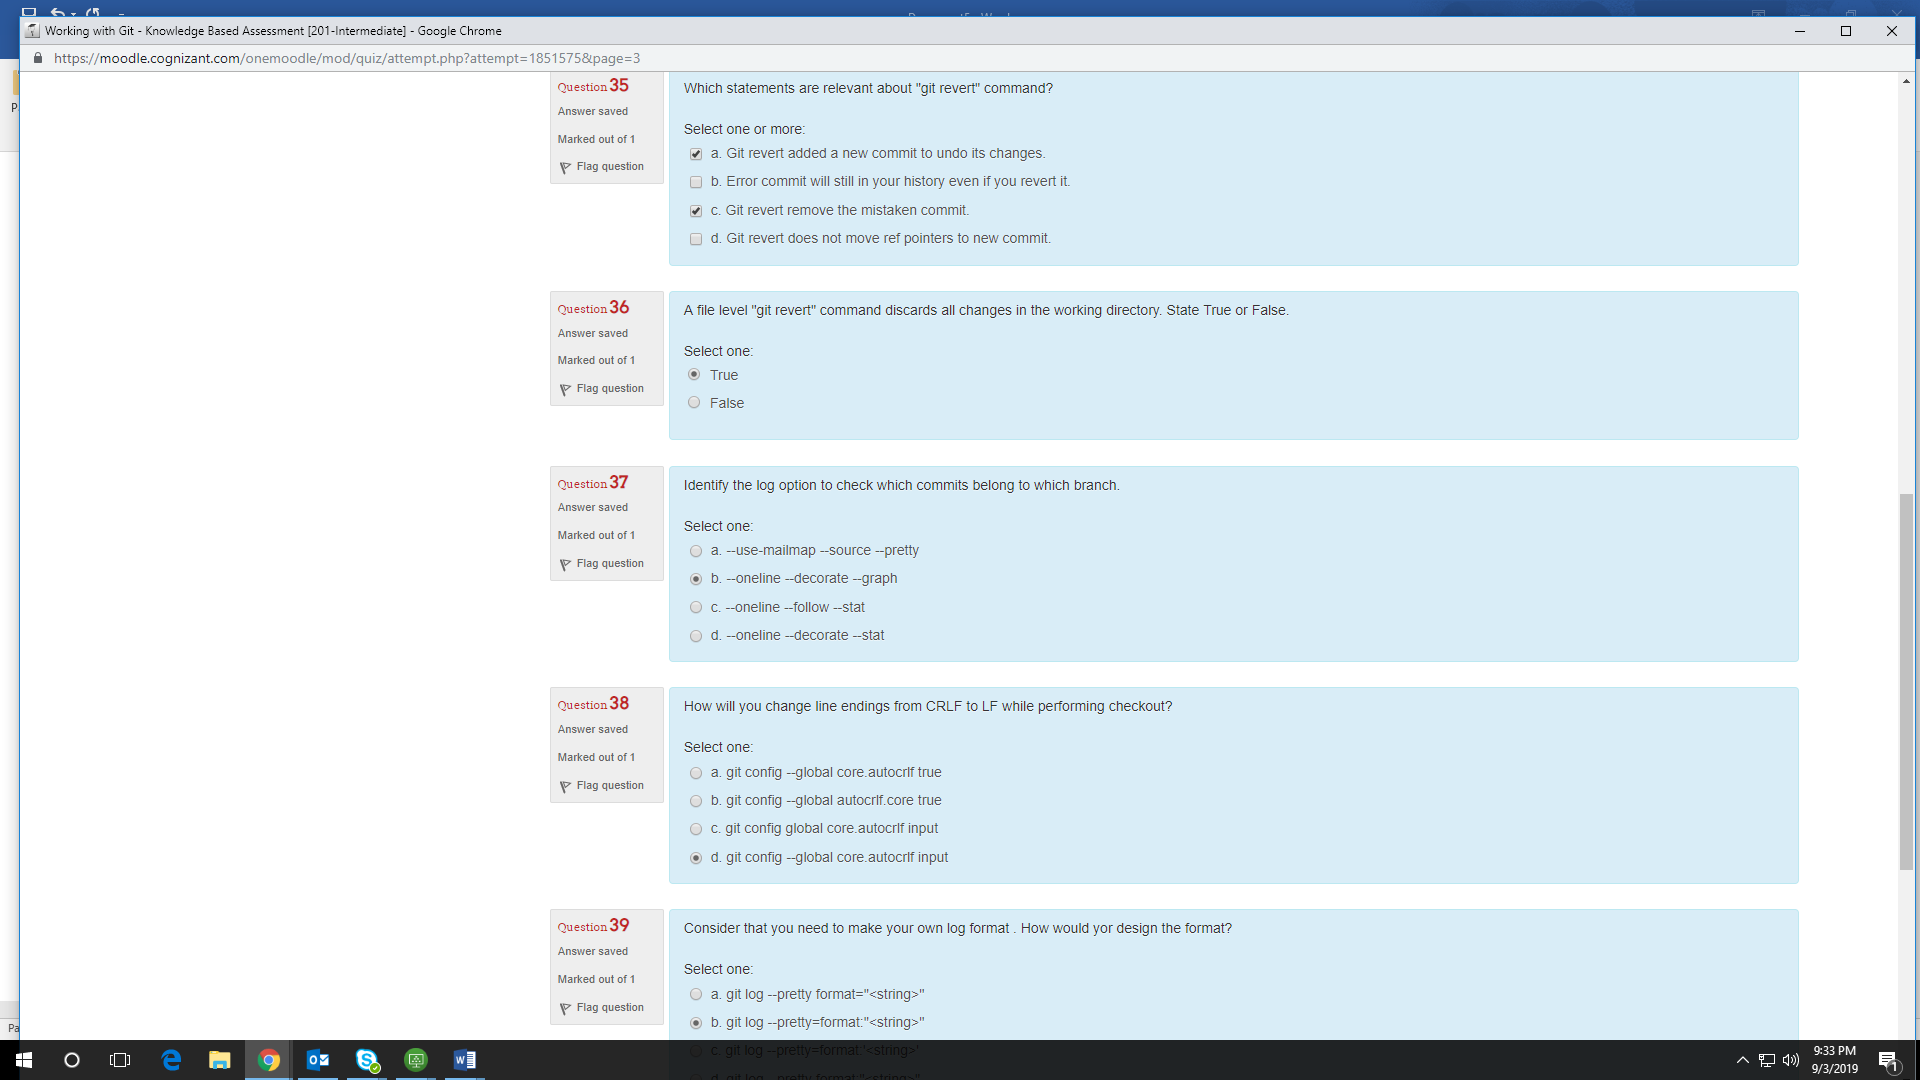 Working with Git - Knowledge Based Assessment [201-Intermediate] - Google Chrome
https://moodle.cognizant.com/onemoodle/mod/quiz/attempt.php?attempt=1851575&page=3
Question 35
Answer saved
Marked out of 1
Flag question
Which statements are relevant about "git revert" command?
Select one or more:
a. Git revert added a new commit to undo its changes.
b. Error commit will still in your history even if you revert it.
c. Git revert remove the mistaken commit.
d. Git revert does not move ref pointers to new commit.
Question 36
Answer saved
Marked out of 1
Flag question
A file level "git revert" command discards all changes in the working directory. State True or False.
Select one:
True
False
Question 37
Answer saved
Marked out of 1
Flag question
Identify the log option to check which commits belong to which branch.
Select one:
a. --use-mailmap --source --pretty
b. --oneline --decorate --graph
c. --oneline --follow --stat
d. --oneline --decorate --stat
Question 38
Answer saved
Marked out of 1
Flag question
How will you change line endings from CRLF to LF while performing checkout?
Select one:
a. git config --global core.autocrlf true
b. git config --global autocrlf.core true
c. git config global core.autocrlf input
d. git config --global core.autocrlf input
Question 39
Answer saved
Marked out of 1
Flag question
Consider that you need to make your own log format . How would yor design the format?
Select one:
a. git log --pretty format="<string>"
b. git log --pretty=format:"<string>"
c. git log --pretty=format:'<string>'
9:33 PM
9/3/2019
1